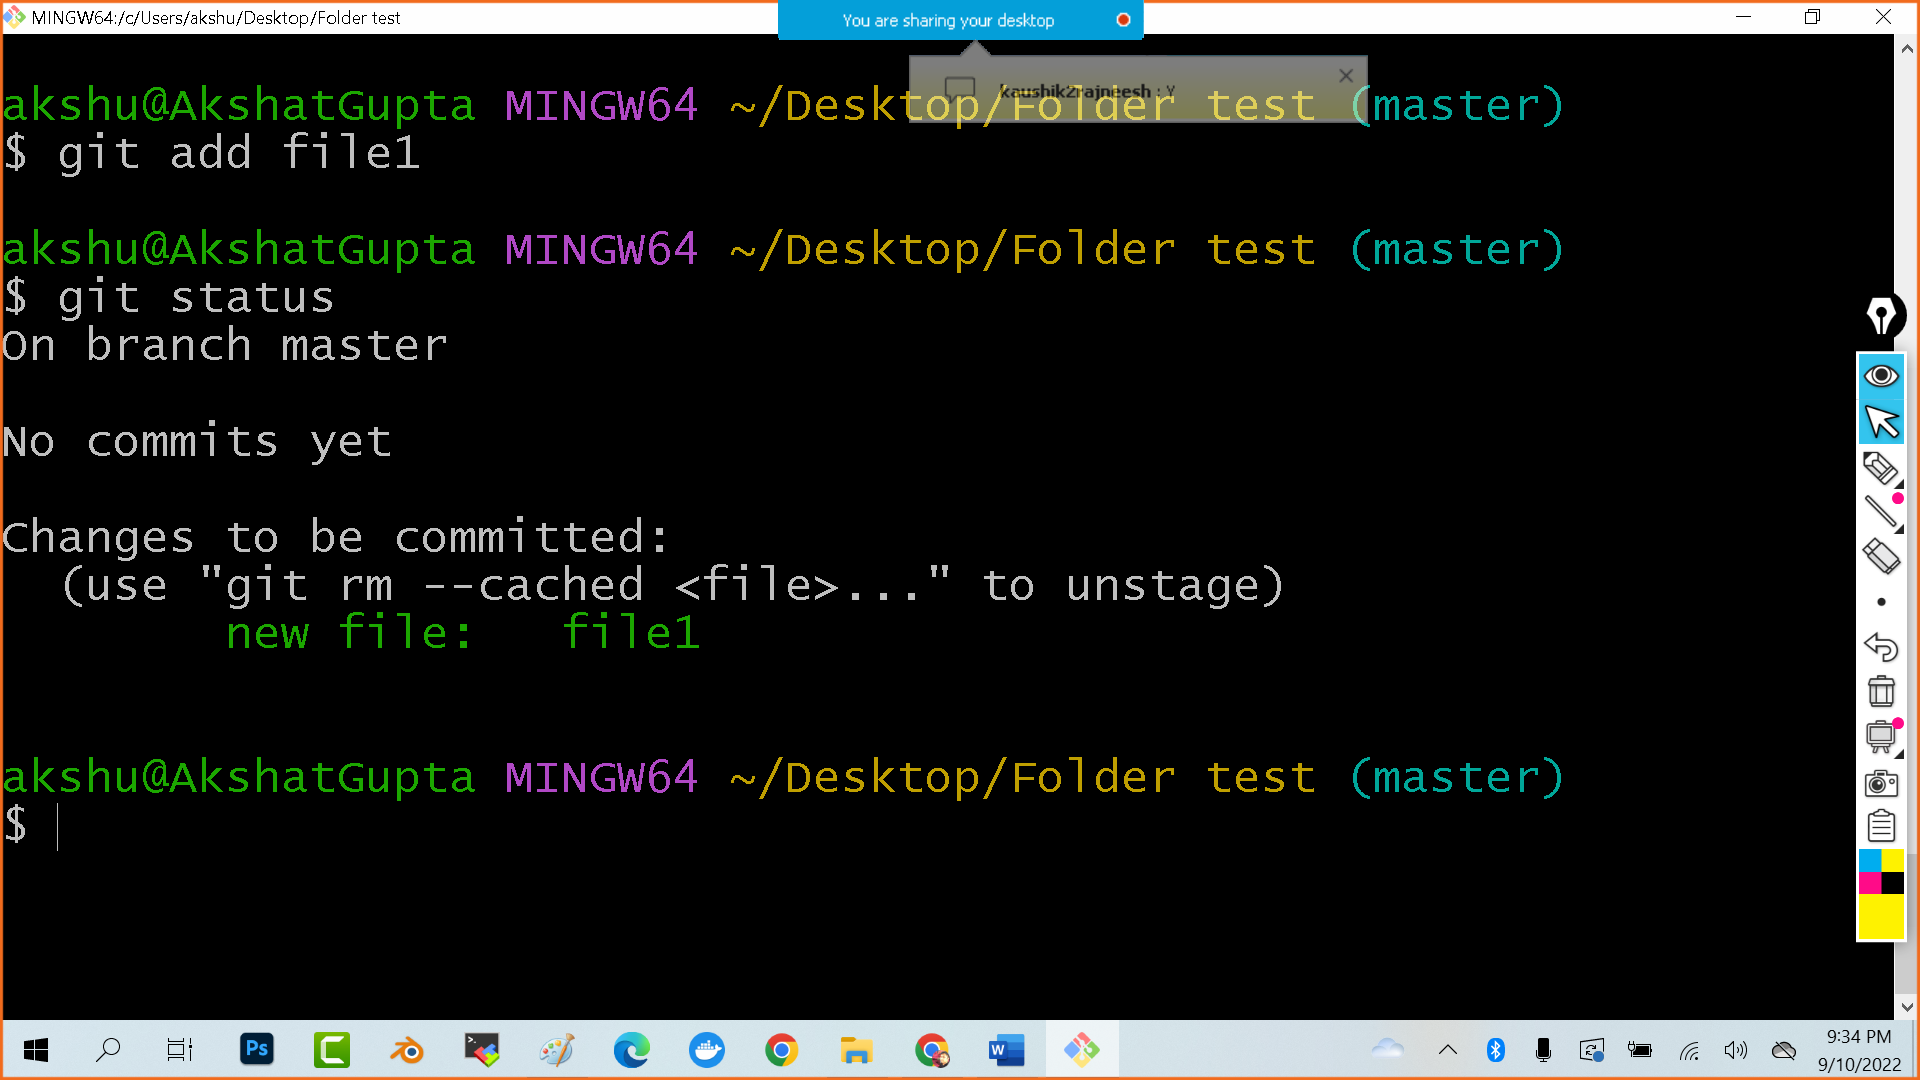 MINGW64:/c/Users/akshu/Desktop/Folder test
You are sharing your desktop
kaushik2rajneesh : Y
akshu@AkshatGupta MINGW64 ~/Desktop/Folder test (master)
$ git add file1
akshu@AkshatGupta MINGW64 ~/Desktop/Folder test (master)
$ git status
On branch master
No commits yet
Changes to be committed:
(use "git rm --cached <file>..." to unstage)
new file: file1
akshu@AkshatGupta MINGW64 ~/Desktop/Folder test (master)
$
Ps
9:34 PM
9/10/2022